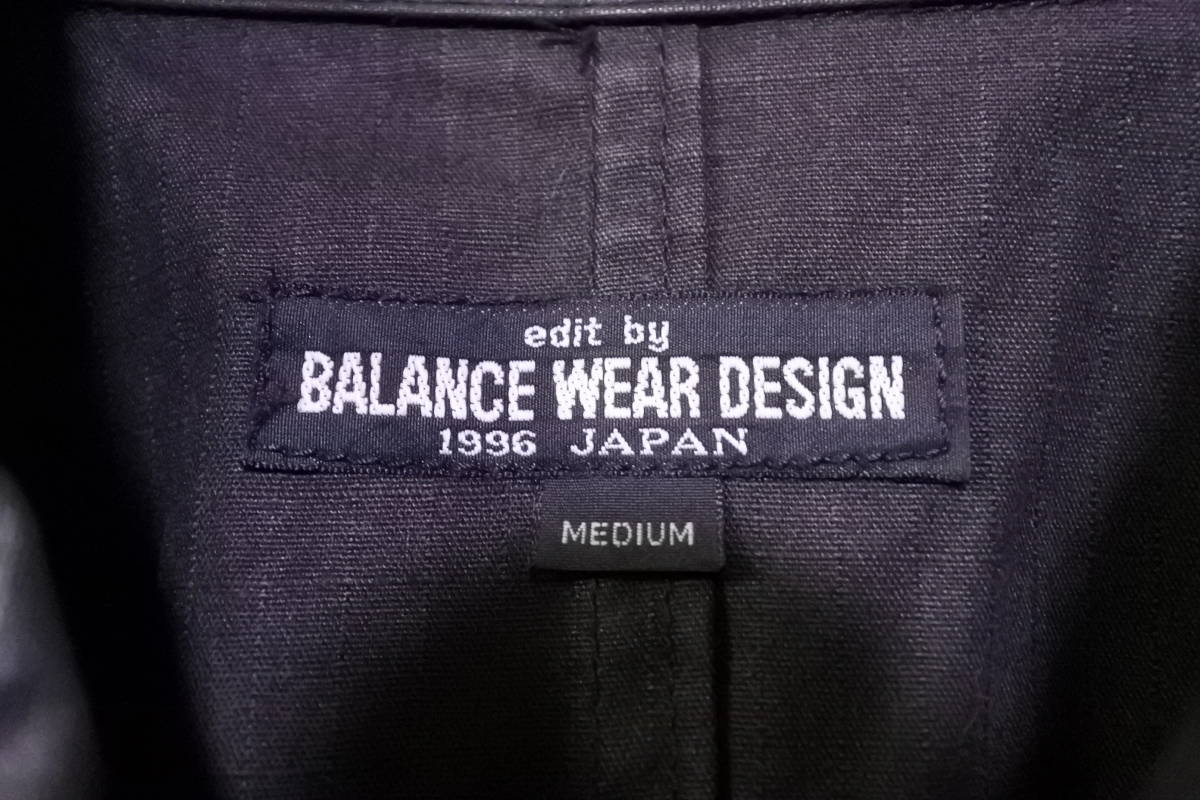 edit by
BALANCE WEAR DESIGN
1996 JAPAN
MEDIUM